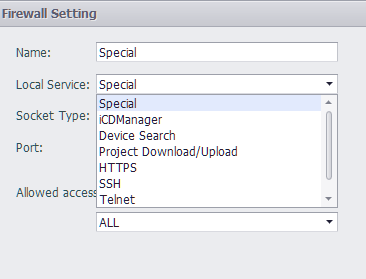 Firewall Setting
Name: Special
Local Service: Special
Special
Socket Type: iCDManager
Device Search
Port: Project Download/Upload
HTTPS
SSH
Allowed access
Telnet
ALL